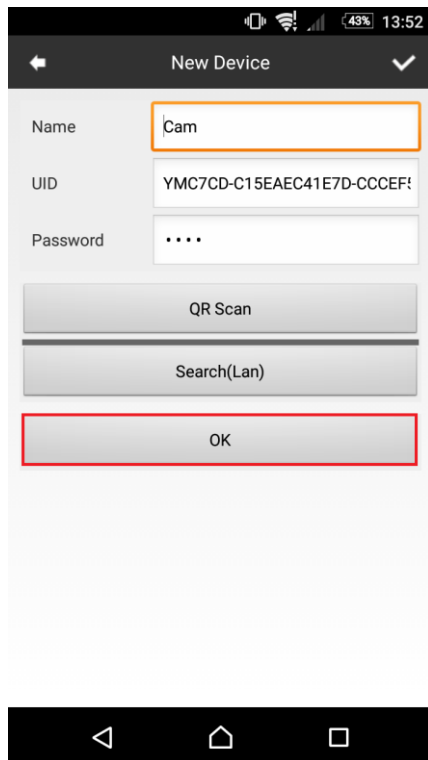 43% 13:52
New Device
Name Cam
UID YMC7CD-C15EAEC41E7D-CCCEF
Password ••••
QR Scan
Search(Lan)
OK